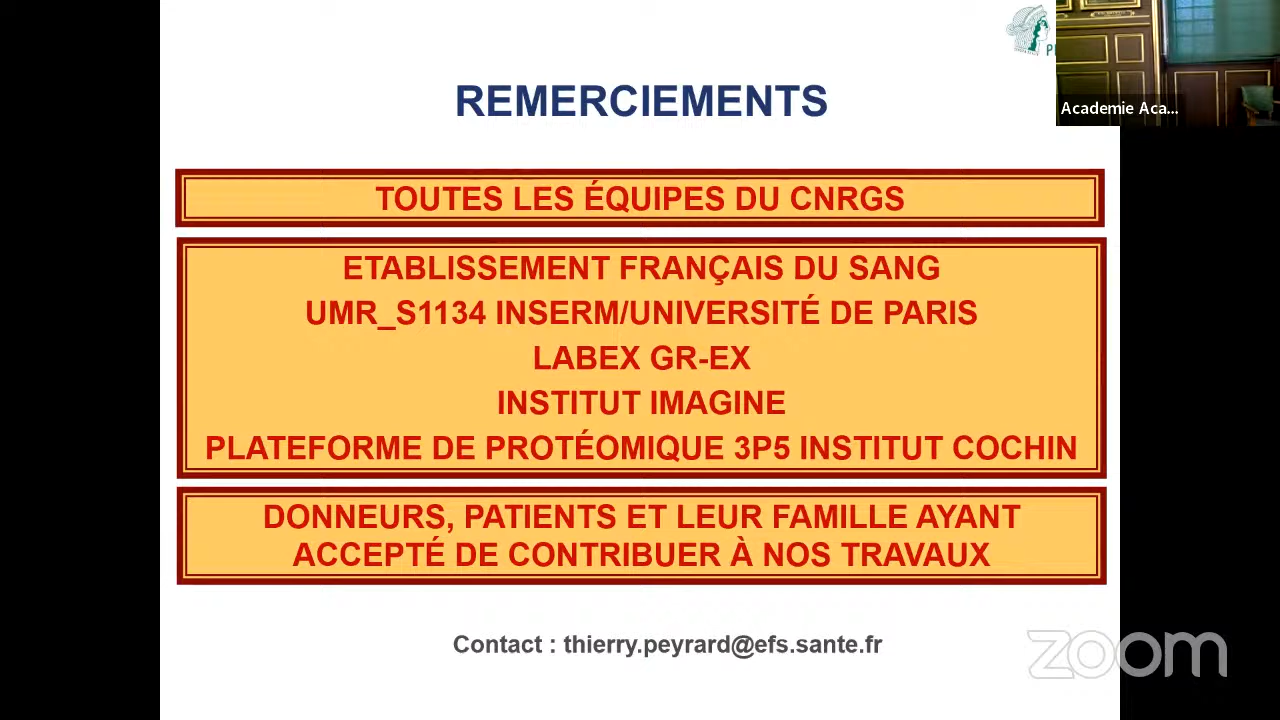 REMERCIEMENTS
Academie Aca...
TOUTES LES ÉQUIPES DU CNRGS
ETABLISSEMENT FRANÇAIS DU SANG
UMR_S1134 INSERM/UNIVERSITÉ DE PARIS
LABEX GR-EX
INSTITUT IMAGINE
PLATEFORME DE PROTÉOMIQUE 3P5 INSTITUT COCHIN
DONNEURS, PATIENTS ET LEUR FAMILLE AYANT
ACCEPTÉ DE CONTRIBUER À NOS TRAVAUX
Contact : thierry.peyrard@efs.sante.fr
zoom